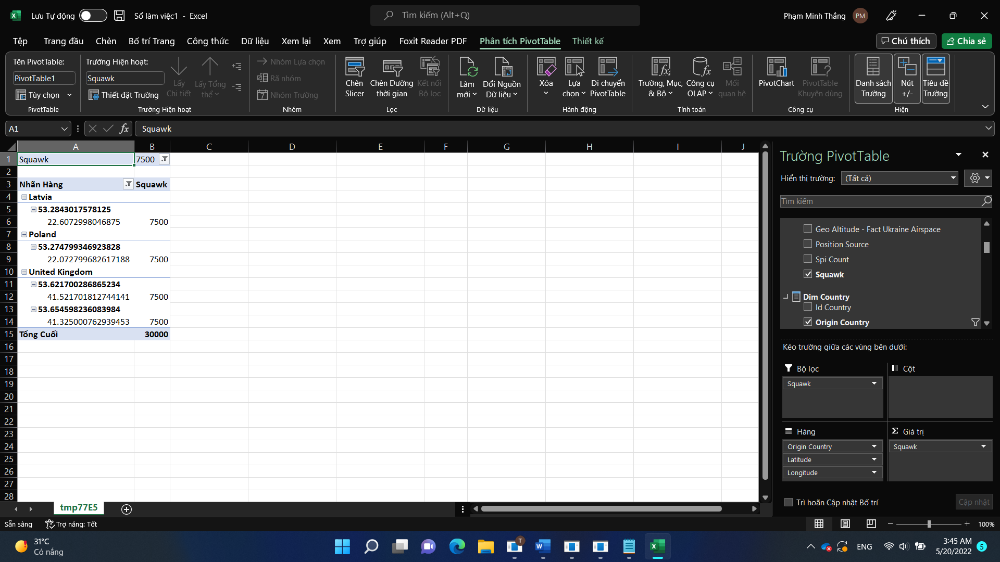 Lưu Tự động
Sổ làm việc1 - Excel
Tìm kiếm (Alt+Q)
Phạm Minh Thắng
PM
Tệp
Trang đầu
Chèn
Bố trí Trang
Công thức
Dữ liệu
Xem lại
Xem
Trợ giúp
Foxit Reader PDF
Phân tích PivotTable
Thiết kế
Chú thích
Chia sẻ
Tên PivotTable:
PivotTable1
Tùy chọn
PivotTable
Trường Hiện hoạt:
Squawk
Thiết đặt Trường
Lấy
Chi tiết
Lấy Tổng
thể
Trường Hiện hoạt
Nhóm Lựa chọn
Rã nhóm
Nhóm Trường
Nhóm
Chèn
Slicer
Chèn Đường
thời gian
Kết nối
Bộ lọc
Lọc
Làm
mới
Đổi Nguồn
Dữ liệu
Dữ liệu
Xóa
Lựa
chọn
Di chuyển
PivotTable
Hành động
Trường, Mục,
& Bộ
Công cụ
OLAP
Mối
quan hệ
Tính toán
PivotChart
PivotTable
Khuyên dùng
Công cụ
Danh sách
Trường
Nút
+/-
Tiêu đề
Trường
Hiện
A1
fx
Squawk
A B C D E F G H I J
1 Squawk 7500
2
3 Nhãn Hàng Squawk
4 Latvia
5 53.2843017578125
6 22.6072998046875 7500
7 Poland
8 53.274799346923828
9 22.072799682617188 7500
10 United Kingdom
11 53.621700286865234
12 41.521701812744141 7500
13 53.654598236083984
14 41.325000762939453 7500
15 Tổng Cuối 30000
16
17
18
19
20
21
22
23
24
25
26
27
28
Trường PivotTable
Hiển thị trường:
(Tất cả)
Tìm kiếm
Geo Altitude - Fact Ukraine Airspace
Position Source
Spi Count
Squawk
Dim Country
Id Country
Origin Country
Kéo trường giữa các vùng bên dưới:
Bộ lọc
Squawk
Cột
Hàng
Origin Country
Latitude
Longitude
Σ Giá trị
Squawk
Trì hoãn Cập nhật Bố trí
Cập nhật
tmp77E5
Sẵn sàng
Trợ năng: Tốt
100%
31°C
Có nắng
T
ENG
3:45 AM
5/20/2022
5